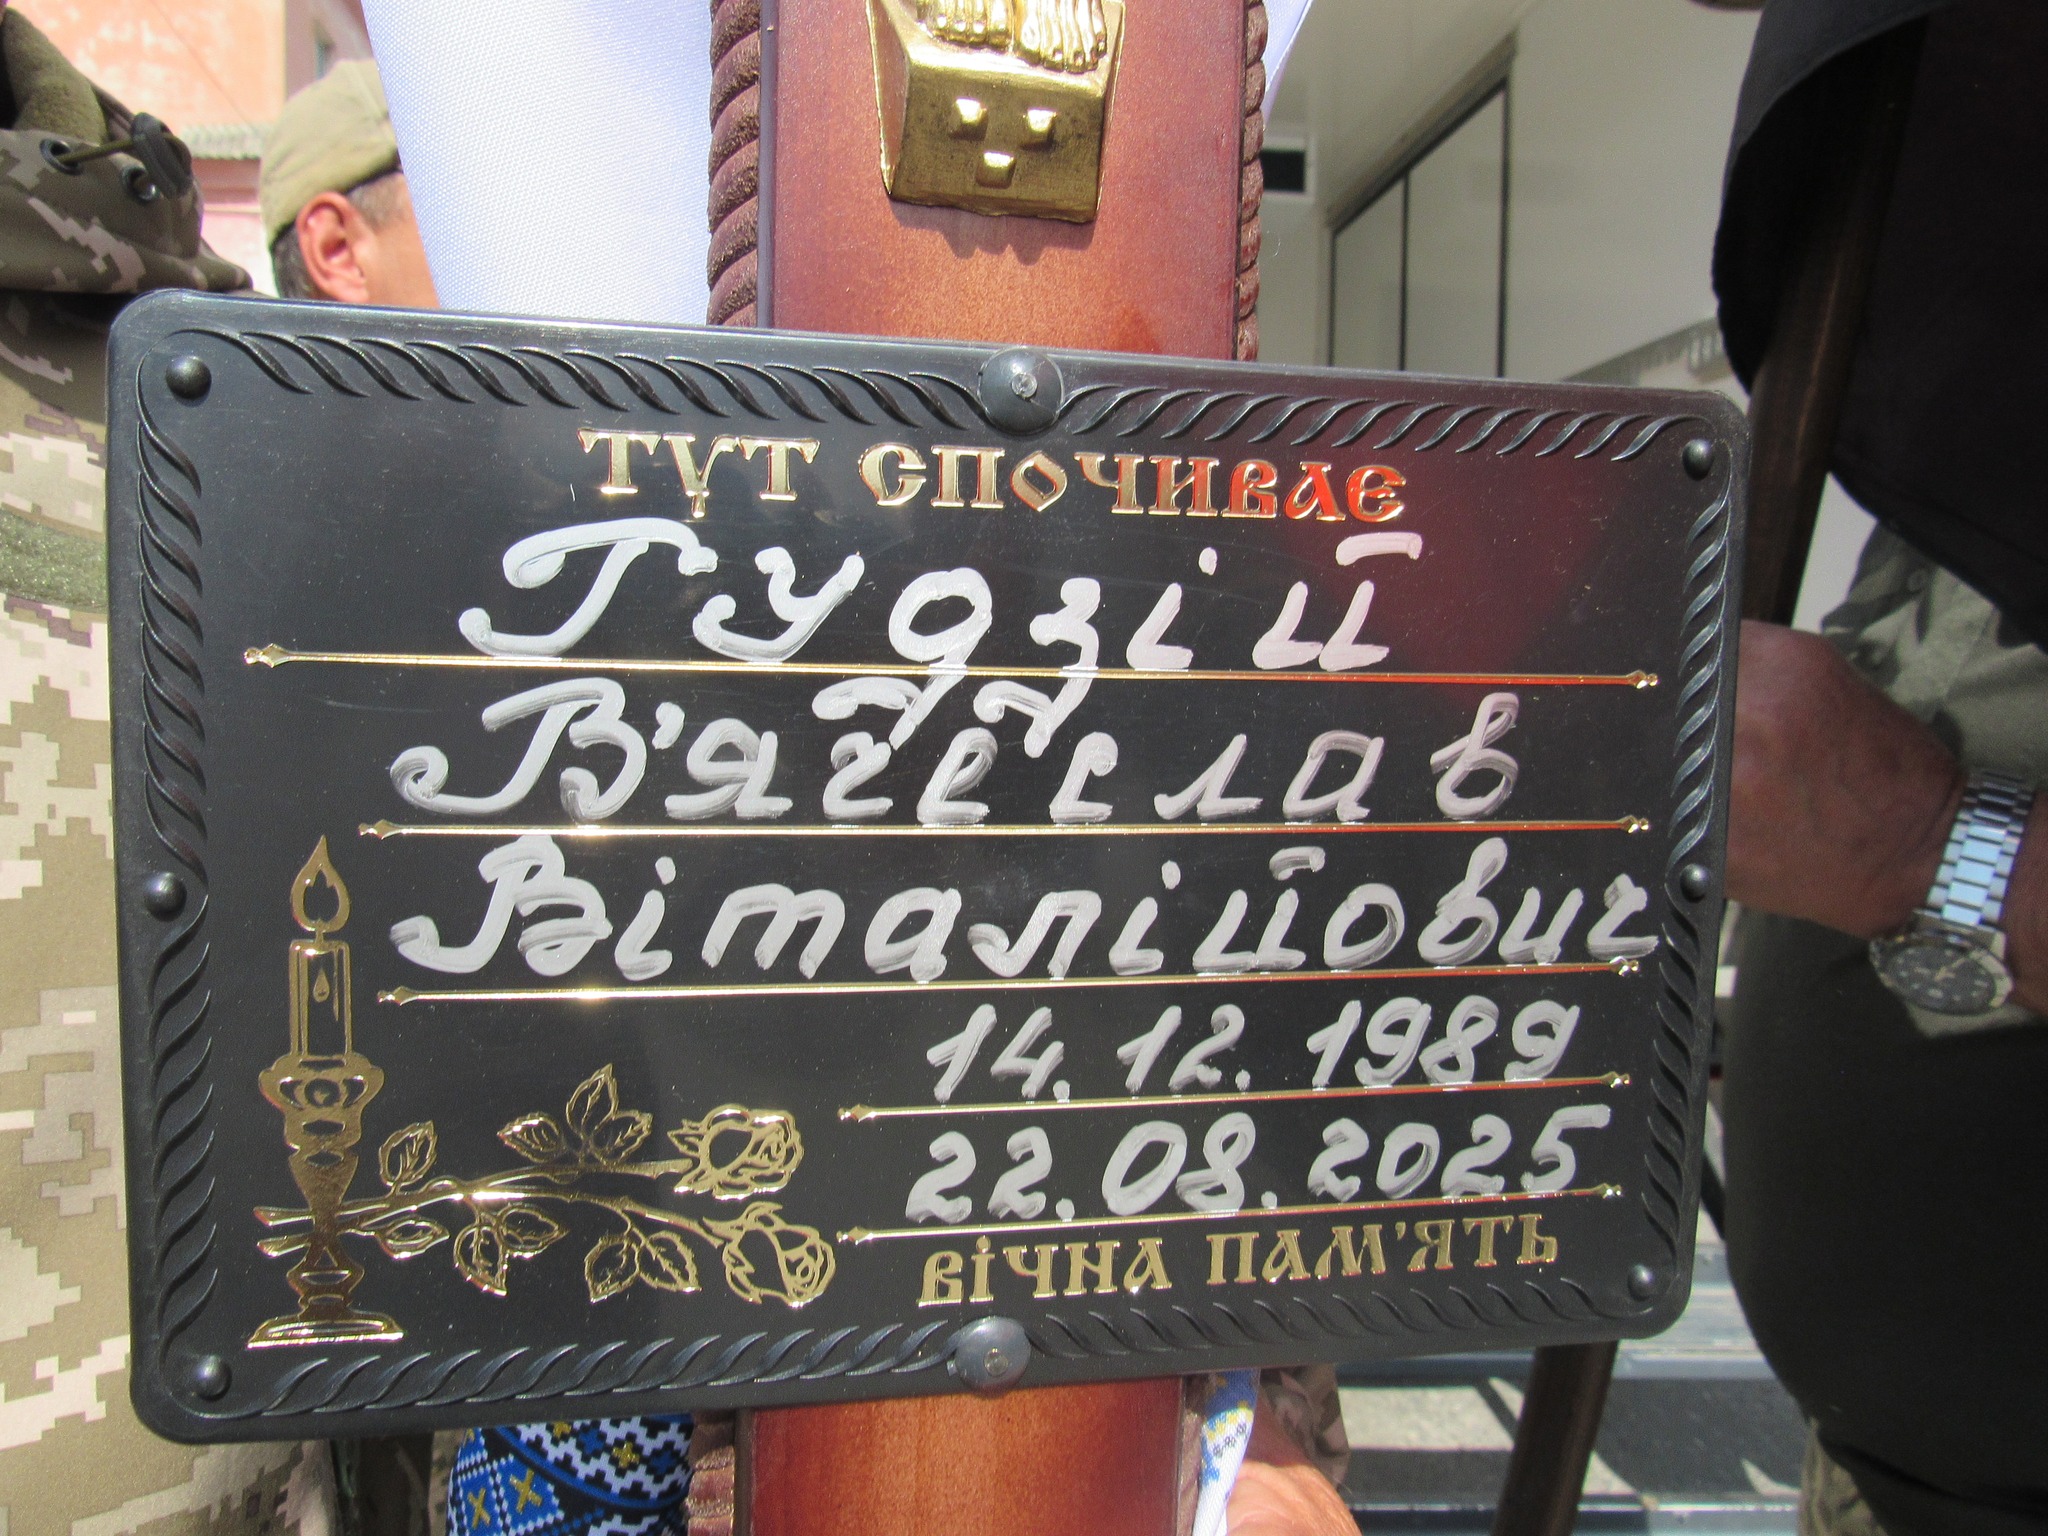 ТУТ СПОЧИВАЄ
Гудзій
В'ячеслав
Віталійович
14.12.1989
22.08.2025
ВІЧНА ПАМ'ЯТЬ